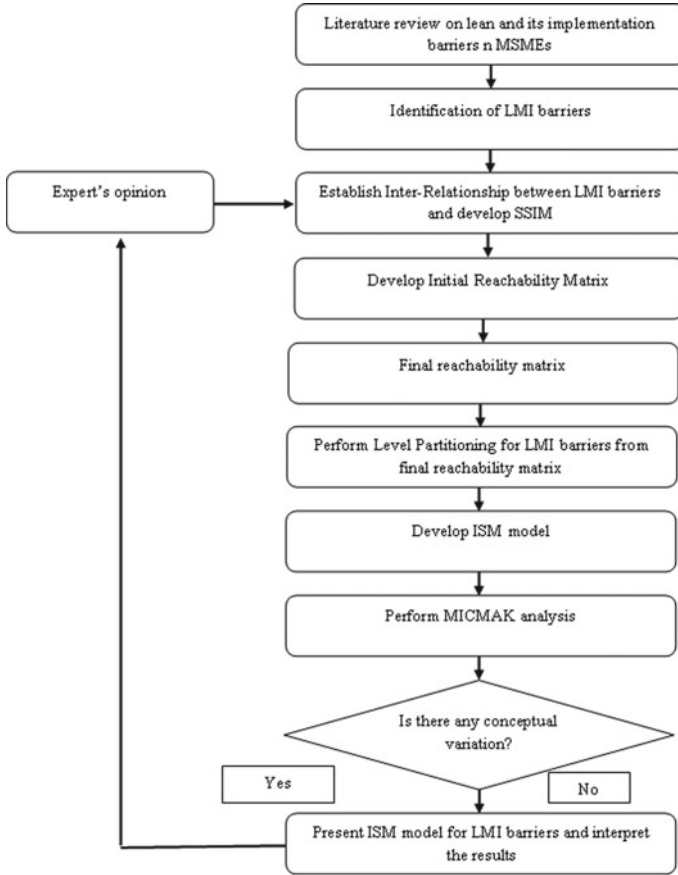 Literature review on lean and its implementation
barriers n MSMEs
Identification of LMI barriers
Expert's opinion
Establish Inter-Relationship between LMI barriers
and develop SSIM
Develop Initial Reachability Matrix
Final reachability matrix
Perform Level Partitioning for LMI barriers from
final reachability matrix
Develop ISM model
Perform MICMAK analysis
Is there any conceptual
variation?
Yes
No
Present ISM model for LMI barriers and interpret
the results